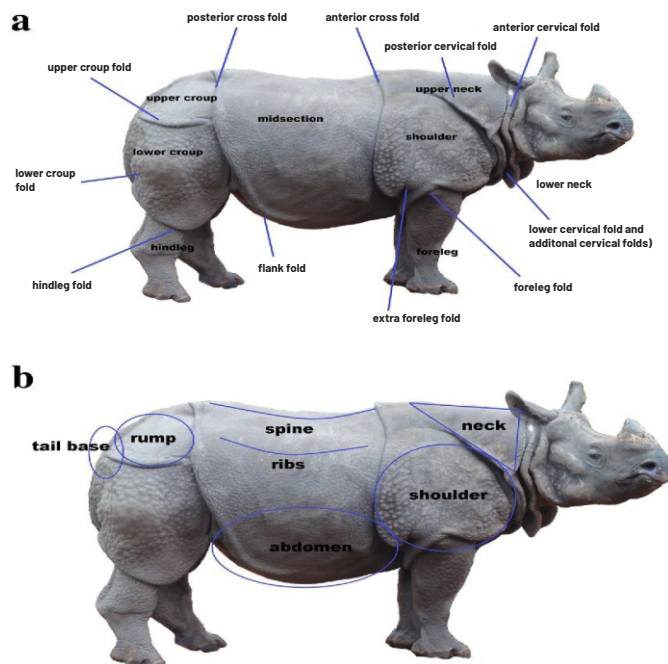 a
posterior cross fold
anterior cross fold
anterior cervical fold
posterior cervical fold
upper croup fold
upper croup
upper neck
midsection
shoulder
lower croup
lower croup
fold
lower neck
lower cervical fold and
additonal cervical folds)
hindleg
foreleg
flank fold
hindleg fold
foreleg fold
extra foreleg fold
b
tail base
rump
spine
neck
ribs
shoulder
abdomen